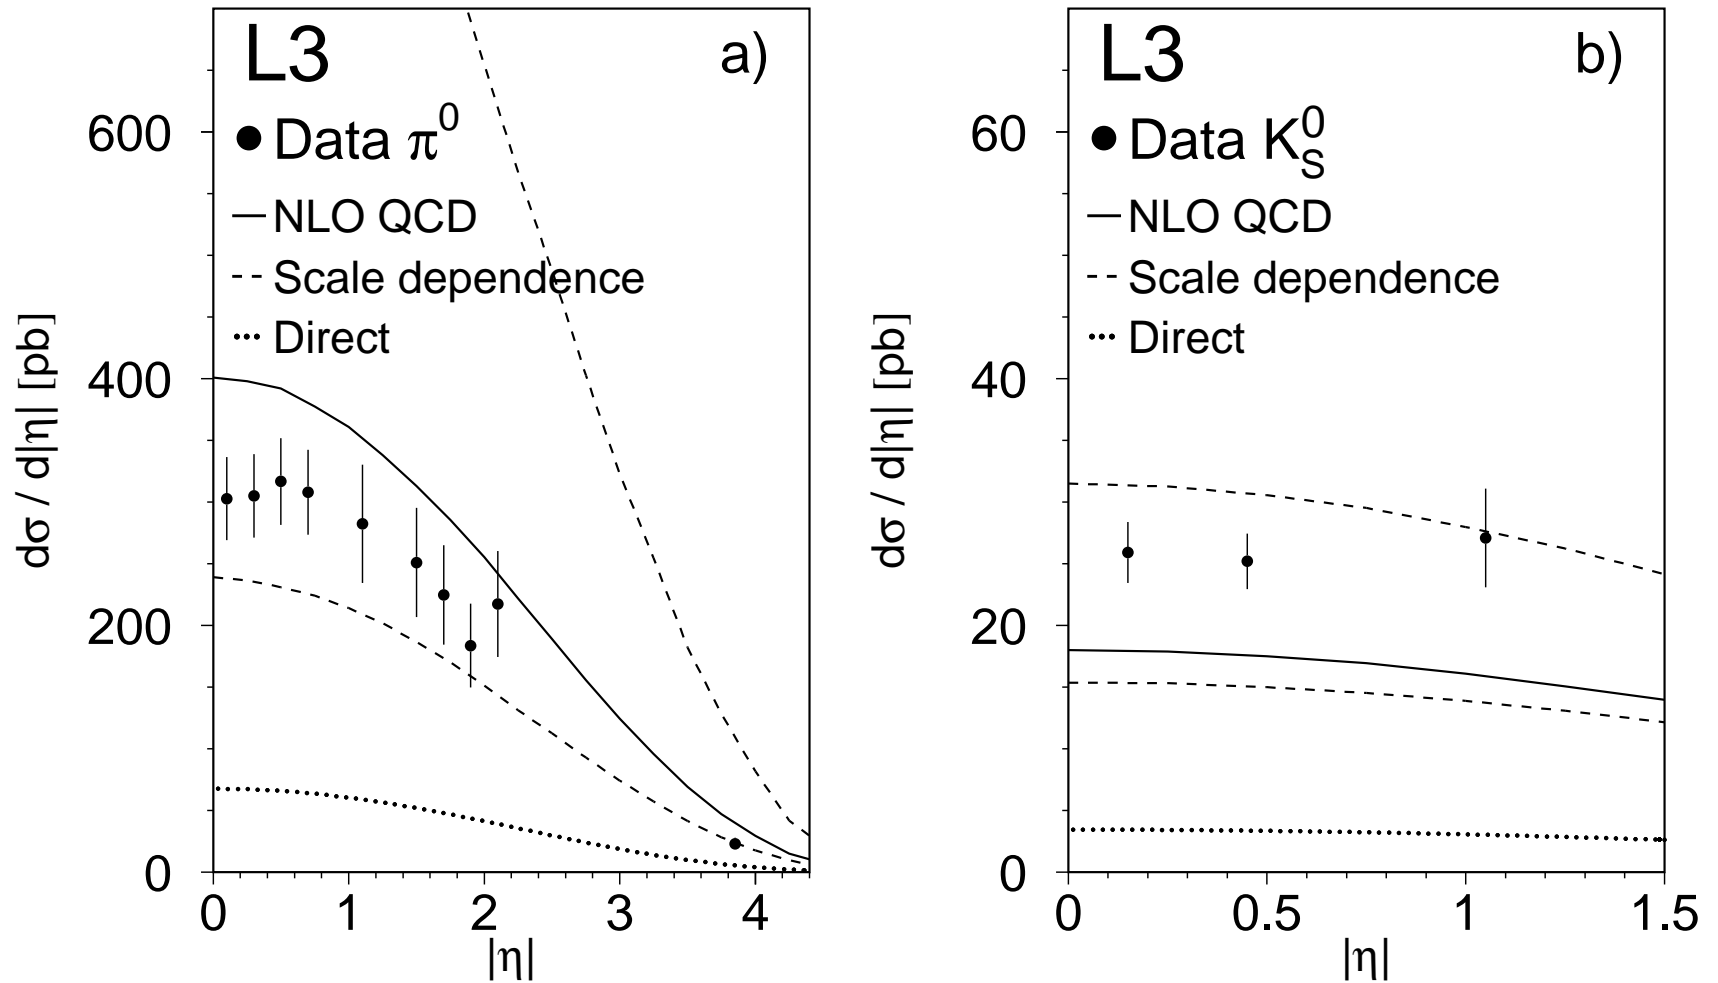 L3
a)
Data π⁰
NLO QCD
Scale dependence
Direct
dσ / d|η| [pb]
600
400
200
0
0 1 2 3 4
|η|
L3
b)
Data K⁰_S
NLO QCD
Scale dependence
Direct
dσ / d|η| [pb]
60
40
20
0
0 0.5 1 1.5
|η|